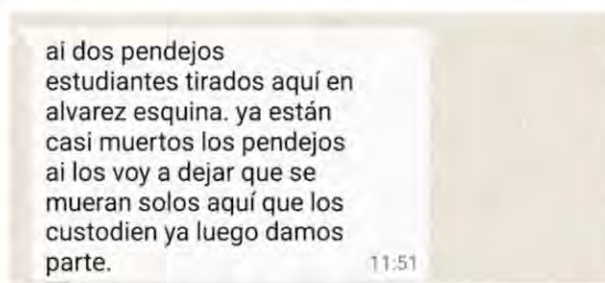 ai dos pendejos
estudiantes tirados aquí en
alvarez esquina. ya están
casi muertos los pendejos
ai los voy a dejar que se
mueran solos aquí que los
custodien ya luego damos
parte.
11:51